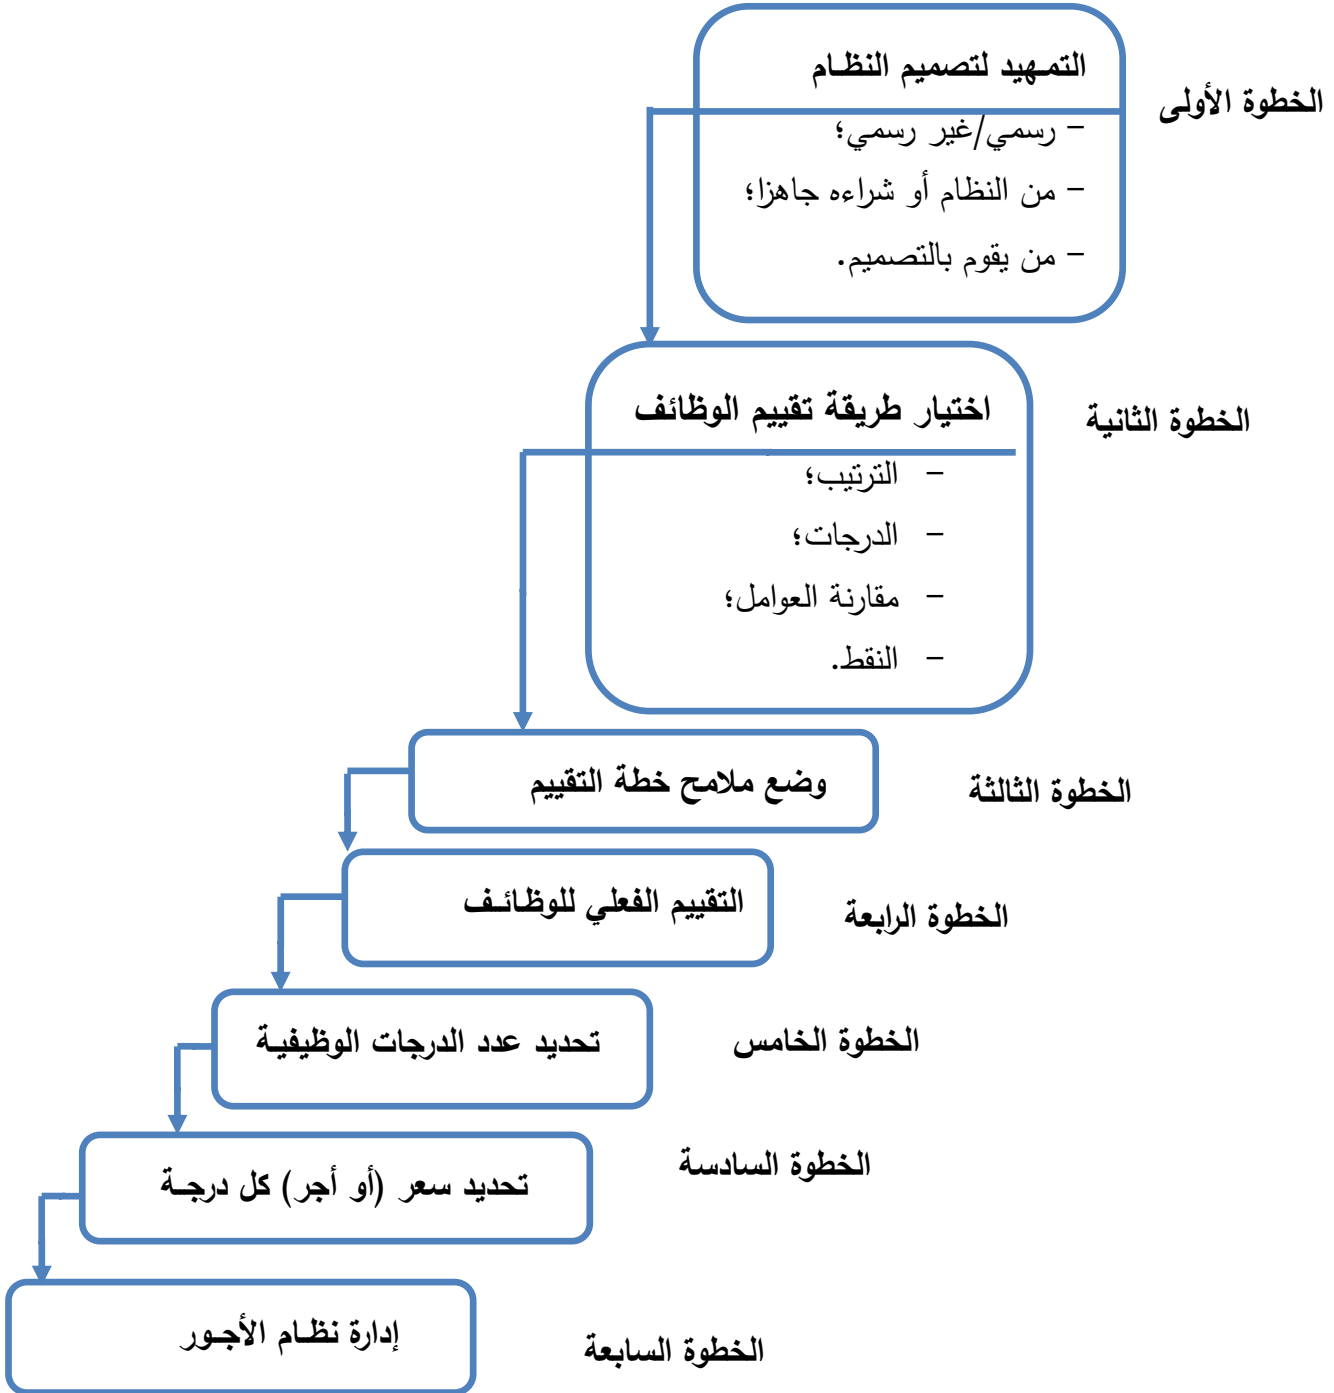 التمهيد لتصميم النظام
الخطوة الأولى
- رسمي/غير رسمي؛
- من النظام أو شراءه جاهزا؛
- من يقوم بالتصميم.
اختيار طريقة تقييم الوظائف
الخطوة الثانية
- الترتيب؛
- الدرجات؛
- مقارنة العوامل؛
- النقط.
وضع ملامح خطة التقييم
الخطوة الثالثة
التقييم الفعلي للوظائف
الخطوة الرابعة
تحديد عدد الدرجات الوظيفية
الخطوة الخامس
تحديد سعر (أو أجر) كل درجة
الخطوة السادسة
إدارة نظام الأجور
الخطوة السابعة